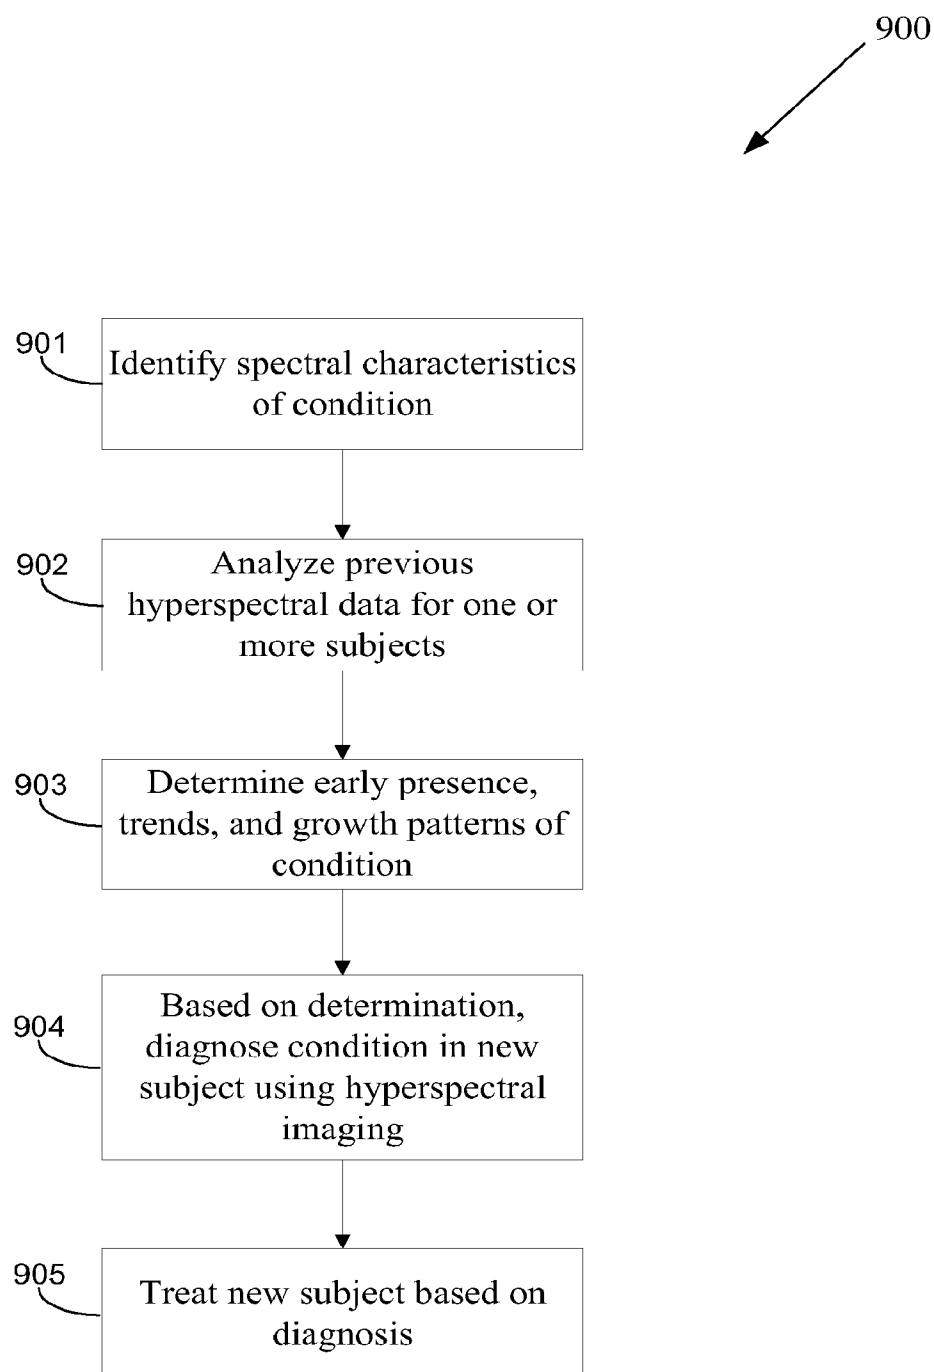 900
901
Identify spectral characteristics
of condition
902
Analyze previous
hyperspectral data for one or
more subjects
903
Determine early presence,
trends, and growth patterns of
condition
904
Based on determination,
diagnose condition in new
subject using hyperspectral
imaging
905
Treat new subject based on
diagnosis